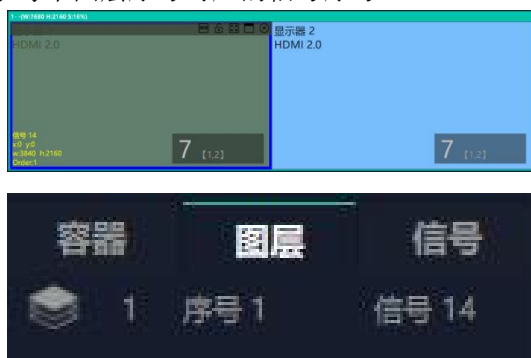 1 - -(W:7680 H:2160 S:16%)
HDMI 2.0
信号 14
x:0 y:0
w:3840 h:2160
Order:1
7 【1,2】
显示器 2
HDMI 2.0
7 【1,2】
容器 图层 信号
1 序号 1 信号 14